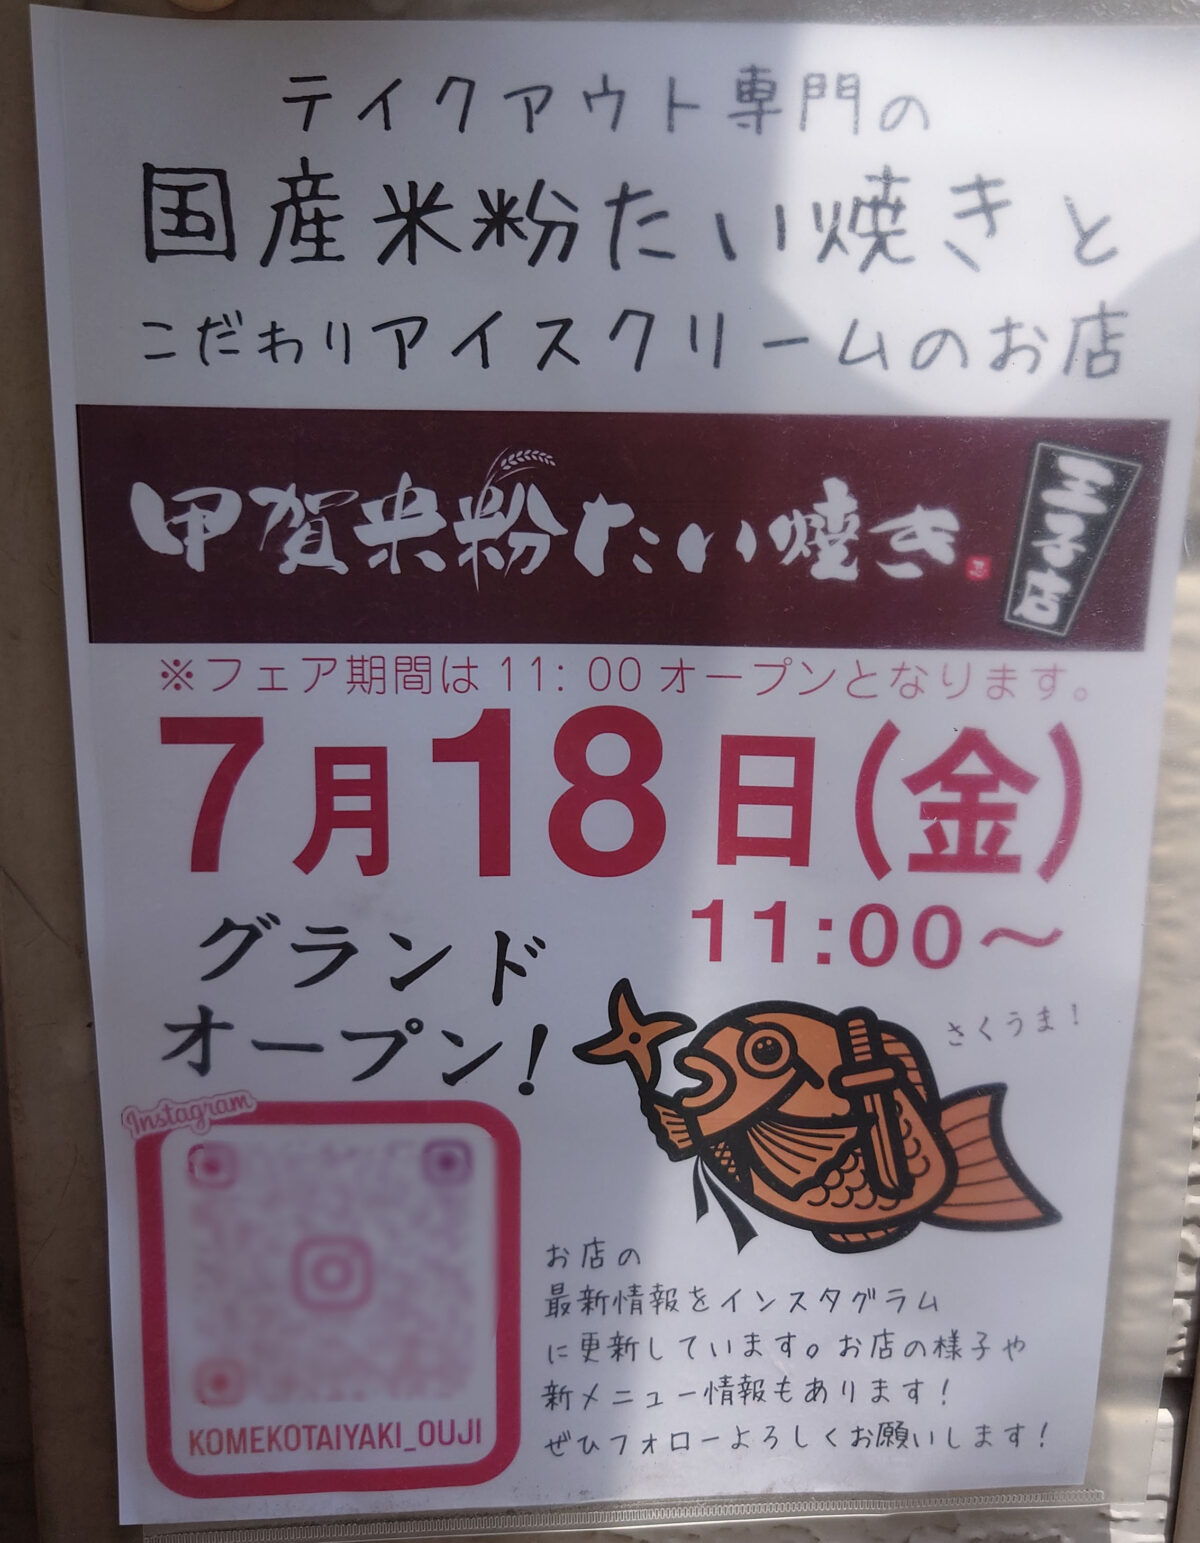 テイクアウト専門の
国産米粉たい焼きと
こだわりアイスクリームのお店
甲賀米粉たい焼き
王子店
※フェア期間は11:00オープンとなります。
7月18日(金)
11:00~
グランド
オープン!
さくうま!
Instagram
KOMEKOTAIYAKI_OUJI
お店の
最新情報をインスタグラム
に更新しています。お店の様子や
新メニュー情報もあります!
ぜひフォローよろしくお願いします!